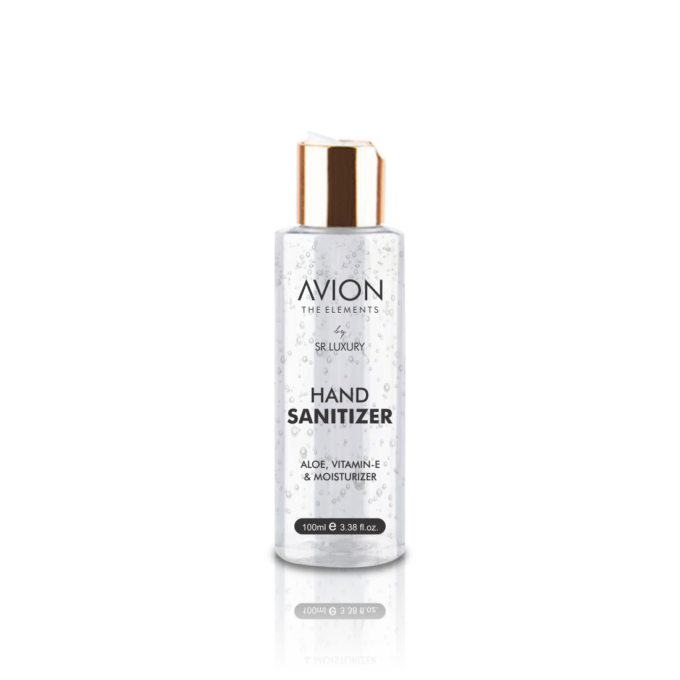 AVION
THE ELEMENTS
by
SR LUXURY
HAND
SANITIZER
ALOE, VITAMIN-E
& MOISTURIZER
100ml e 3.38 fl.oz.